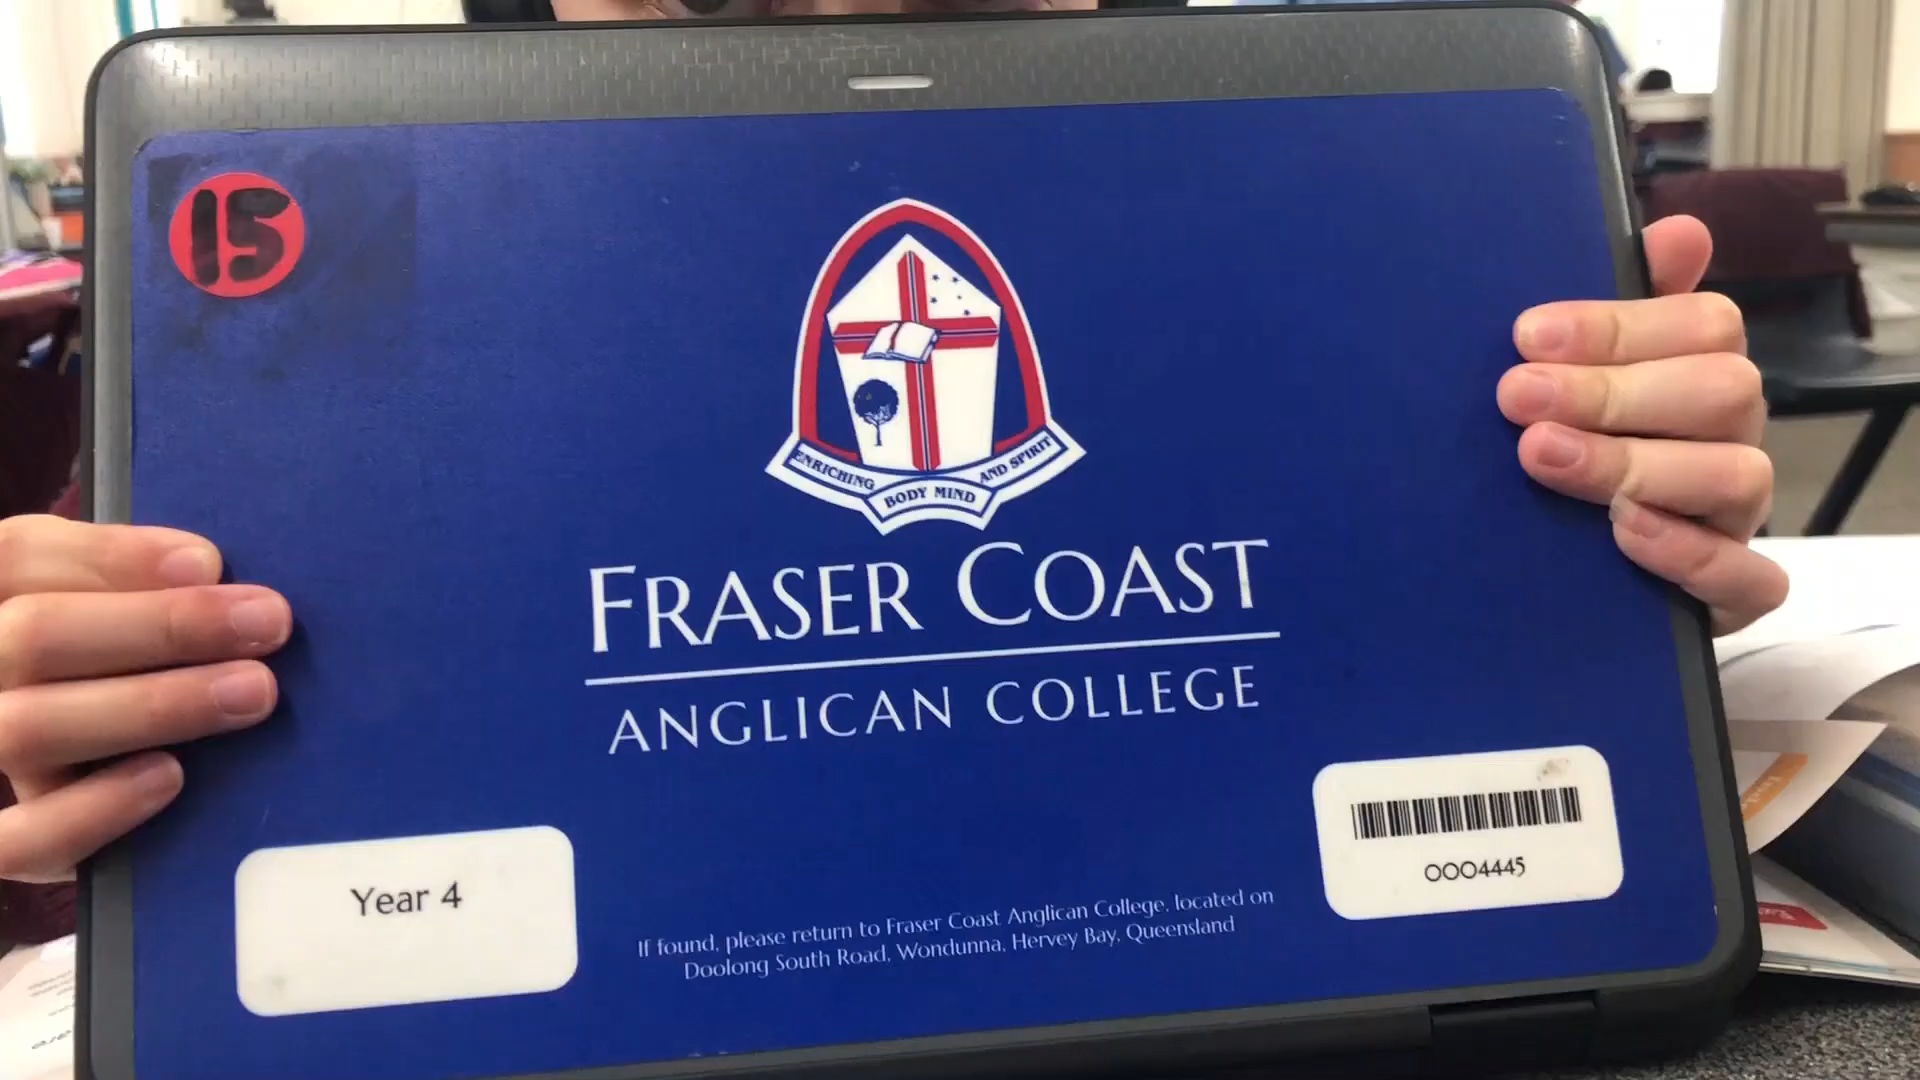 15
ENRICHING BODY MIND AND SPIRIT
FRASER COAST
ANGLICAN COLLEGE
Year 4
0004445
If found, please return to Fraser Coast Anglican College, located on
Doolong South Road, Wondunna, Hervey Bay, Queensland